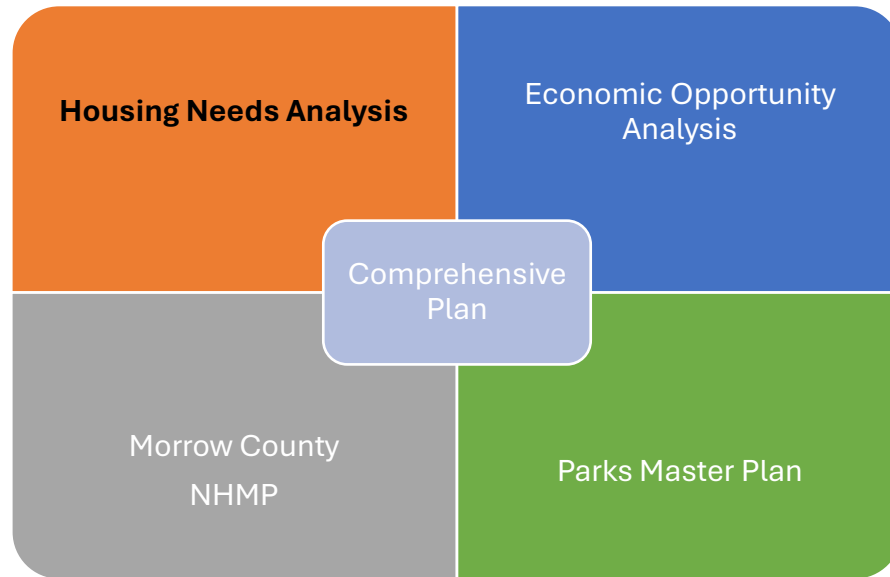 Housing Needs Analysis
Economic Opportunity
Analysis
Comprehensive
Plan
Morrow County
NHMP
Parks Master Plan